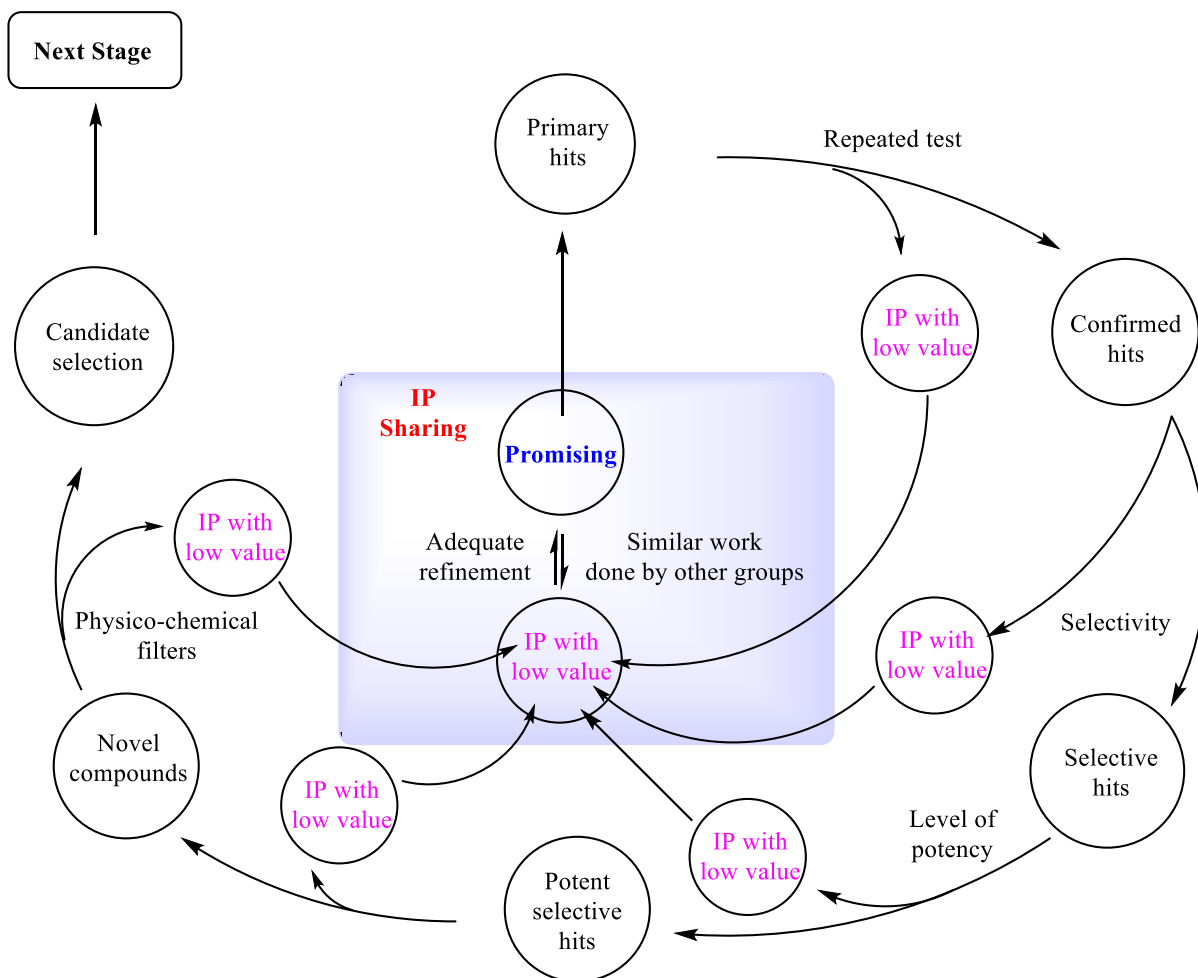 Next Stage
Primary
hits
Repeated test
Candidate
selection
IP with
low value
Confirmed
hits
IP
Sharing
Promising
IP with
low value
Adequate
refinement
Similar work
done by other groups
Physico-chemical
filters
IP with
low value
IP with
low value
Selectivity
Novel
compounds
IP with
low value
Selective
hits
Level of
potency
IP with
low value
Potent
selective
hits